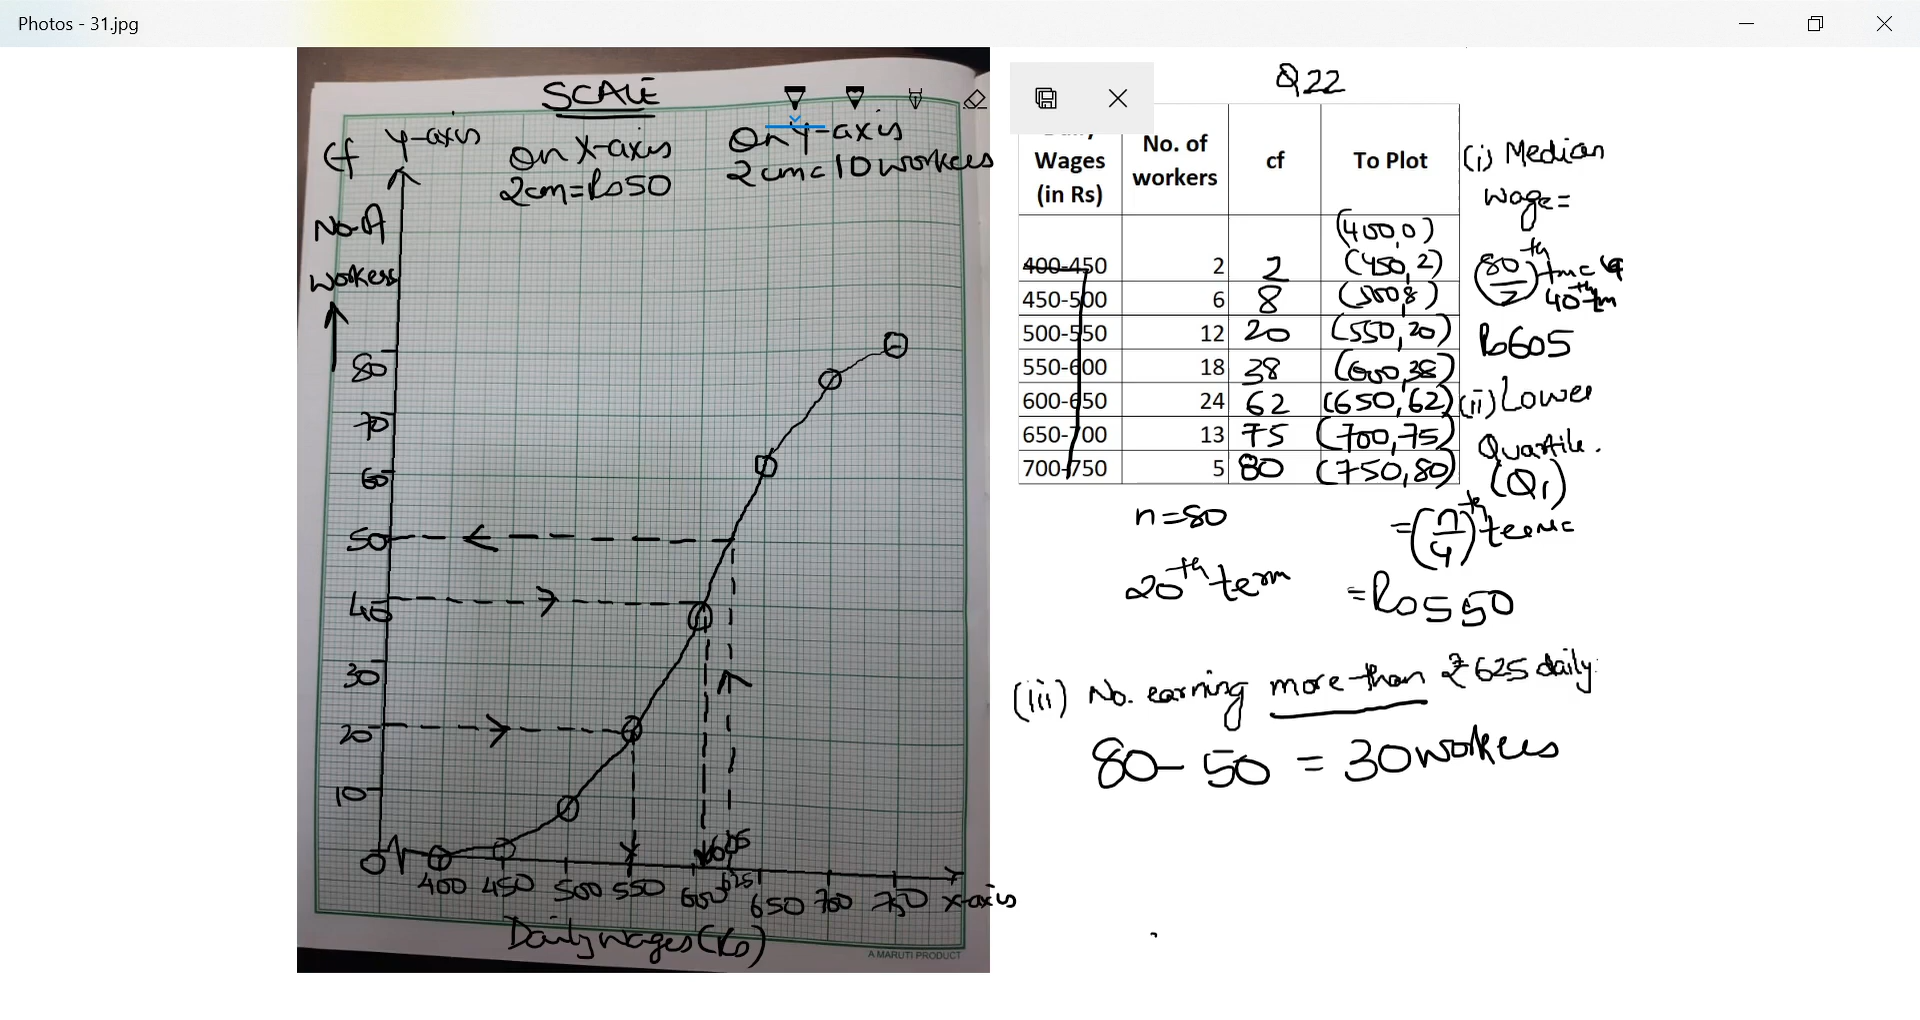 Photos - 31.jpg
SCALE
cf Y-axis
On X-axis
2cm=Rs50
On Y-axis
2cm=10 workers
No. of
workers
80
70
60
50
40
30
20
10
0
400 450 500 550 600 625 650 700 750 x-axis
605
Daily wages (Rs)
A MARUTI PRODUCT
Q22
Wages (in Rs) No. of workers cf To Plot
(400,0)
400-450 2 2 (450,2)
450-500 6 8 (500,8)
500-550 12 20 (550,20)
550-600 18 38 (600,38)
600-650 24 62 (650,62)
650-700 13 75 (700,75)
700-750 5 80 (750,80)
n=80
20th term
(i) Median
wage=
(80/2)th
40th
Rs605
(ii) Lower
Quartile.
(Q1)
=(n/4)th term
=Rs550
(iii) No. earning more than ₹625 daily.
80-50=30 workers